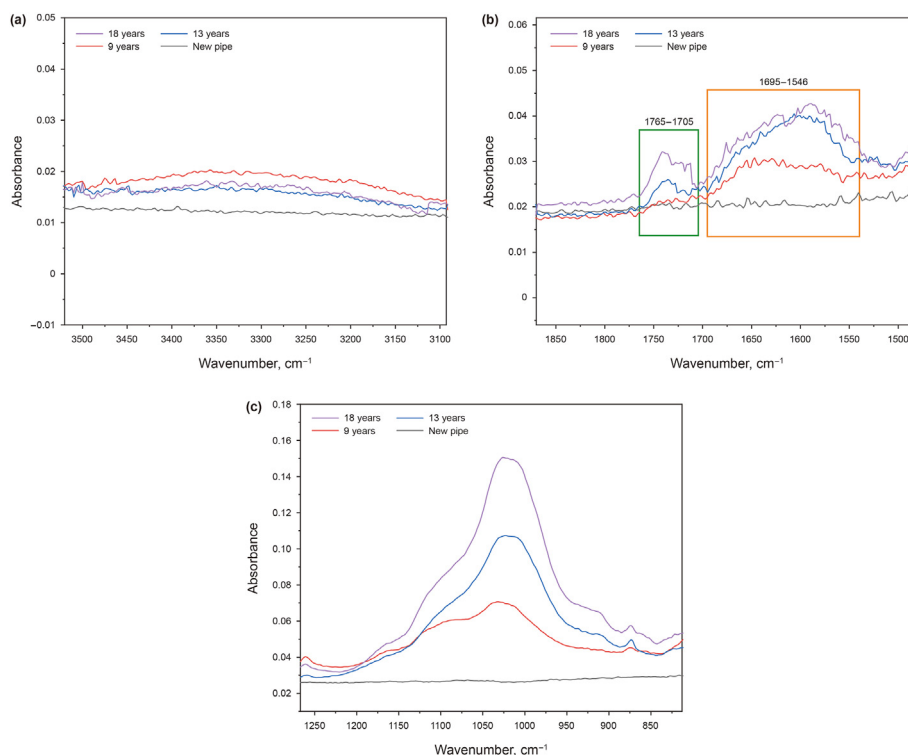 (a)
0.05
18 years 13 years
9 years New pipe
0.04
0.03
0.02
0.01
0
−0.01
Absorbance
3500 3450 3400 3350 3300 3250 3200 3150 3100
Wavenumber, cm⁻¹
(b)
0.06
18 years 13 years
9 years New pipe
0.05
1695−1546
1765−1705
0.04
0.03
0.02
0.01
0
Absorbance
1850 1800 1750 1700 1650 1600 1550 1500
Wavenumber, cm⁻¹
(c)
0.18
18 years 13 years
9 years New pipe
0.16
0.14
0.12
0.10
0.08
0.06
0.04
0.02
Absorbance
1250 1200 1150 1100 1050 1000 950 900 850
Wavenumber, cm⁻¹